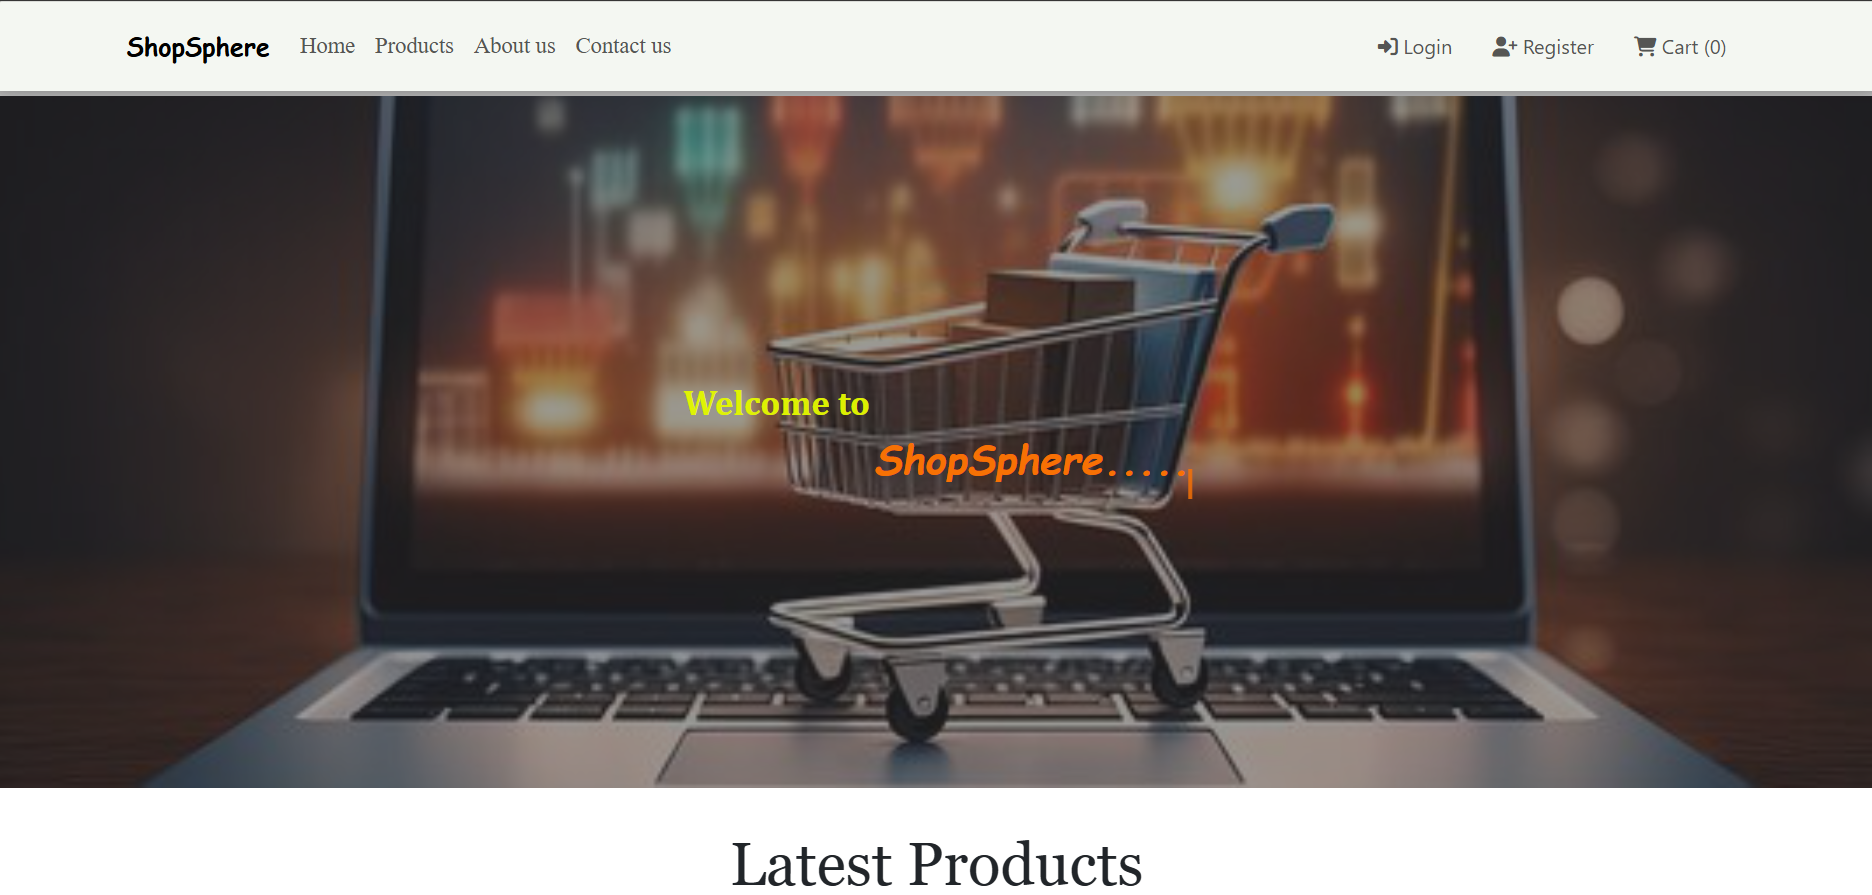 ShopSphere Home Products About us Contact us Login Register Cart (0)
Welcome to
ShopSphere.....|
Latest Products